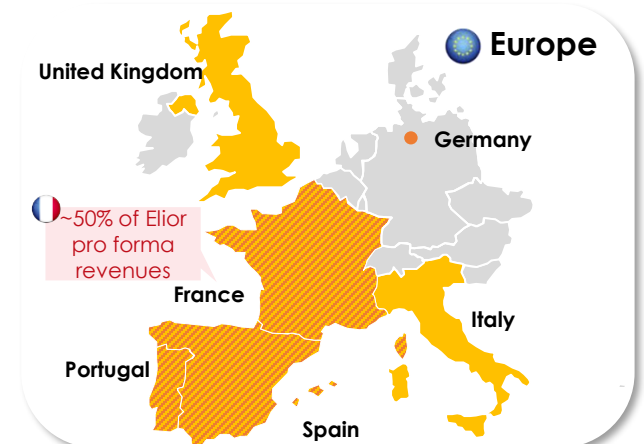 Europe
United Kingdom
Germany
~50% of Elior
pro forma
revenues
France
Italy
Portugal
Spain